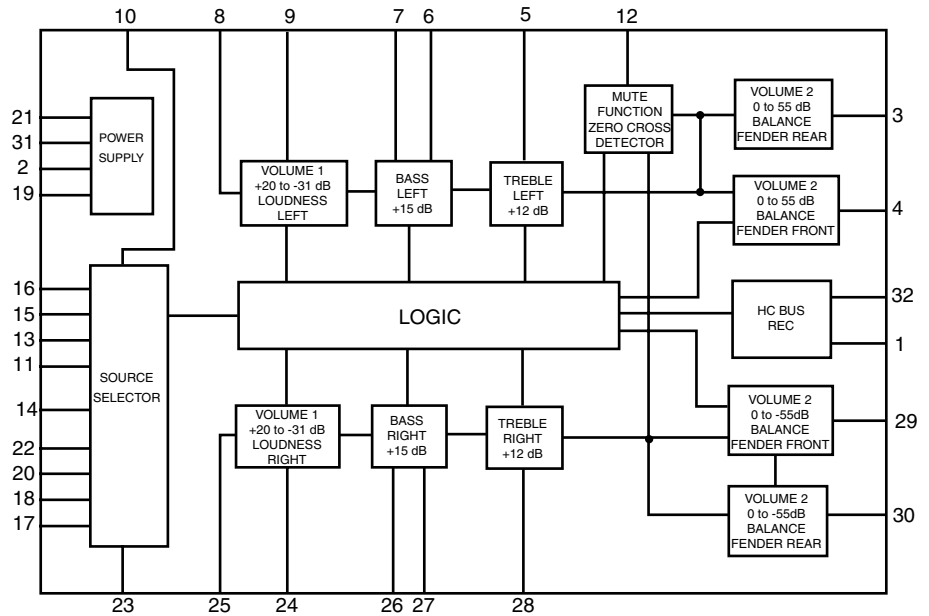 10 8 9 7 6 5 12
21
31
2
19
POWER
SUPPLY
MUTE
FUNCTION
ZERO CROSS
DETECTOR
VOLUME 2
0 to 55 dB
BALANCE
FENDER REAR
3
VOLUME 1
+20 to -31 dB
LOUDNESS
LEFT
BASS
LEFT
+15 dB
TREBLE
LEFT
+12 dB
VOLUME 2
0 to 55 dB
BALANCE
FENDER FRONT
4
16
15
13
11
14
22
20
18
17
SOURCE
SELECTOR
LOGIC
HC BUS
REC
32
1
VOLUME 1
+20 to -31 dB
LOUDNESS
RIGHT
BASS
RIGHT
+15 dB
TREBLE
RIGHT
+12 dB
VOLUME 2
0 to -55dB
BALANCE
FENDER FRONT
29
VOLUME 2
0 to -55dB
BALANCE
FENDER REAR
30
23 25 24 26 27 28